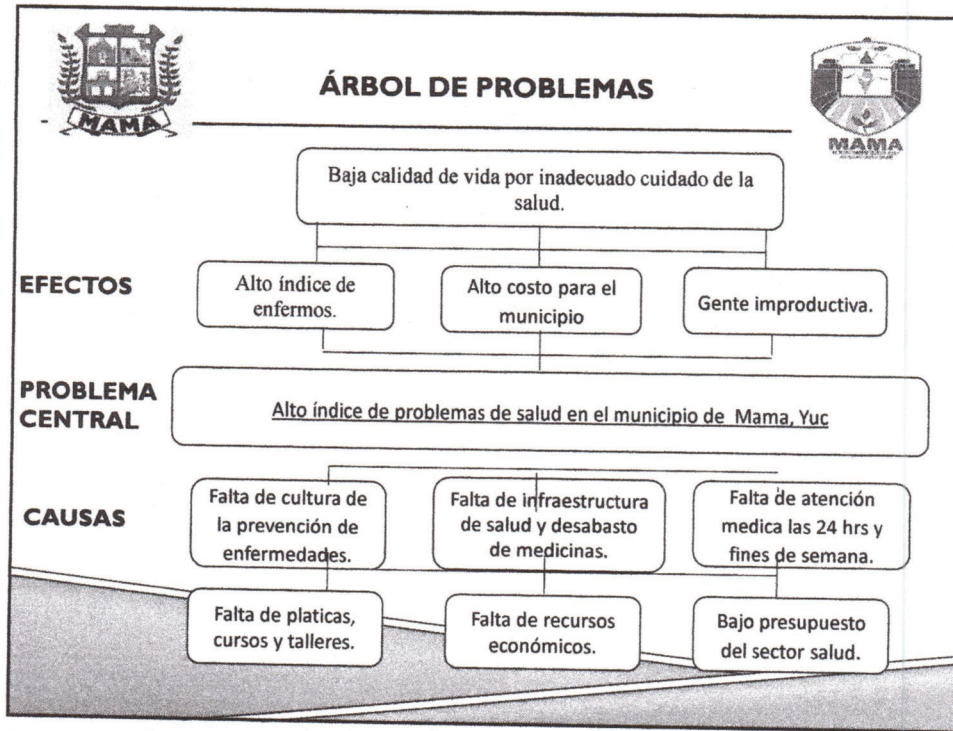 ÁRBOL DE PROBLEMAS
MAMA
MAMA
Baja calidad de vida por inadecuado cuidado de la
salud.
EFECTOS
Alto índice de
enfermos.
Alto costo para el
municipio
Gente improductiva.
PROBLEMA
CENTRAL
Alto índice de problemas de salud en el municipio de Mama, Yuc
CAUSAS
Falta de cultura de
la prevención de
enfermedades.
Falta de infraestructura
de salud y desabasto
de medicinas.
Falta de atención
medica las 24 hrs y
fines de semana.
Falta de platicas,
cursos y talleres.
Falta de recursos
económicos.
Bajo presupuesto
del sector salud.